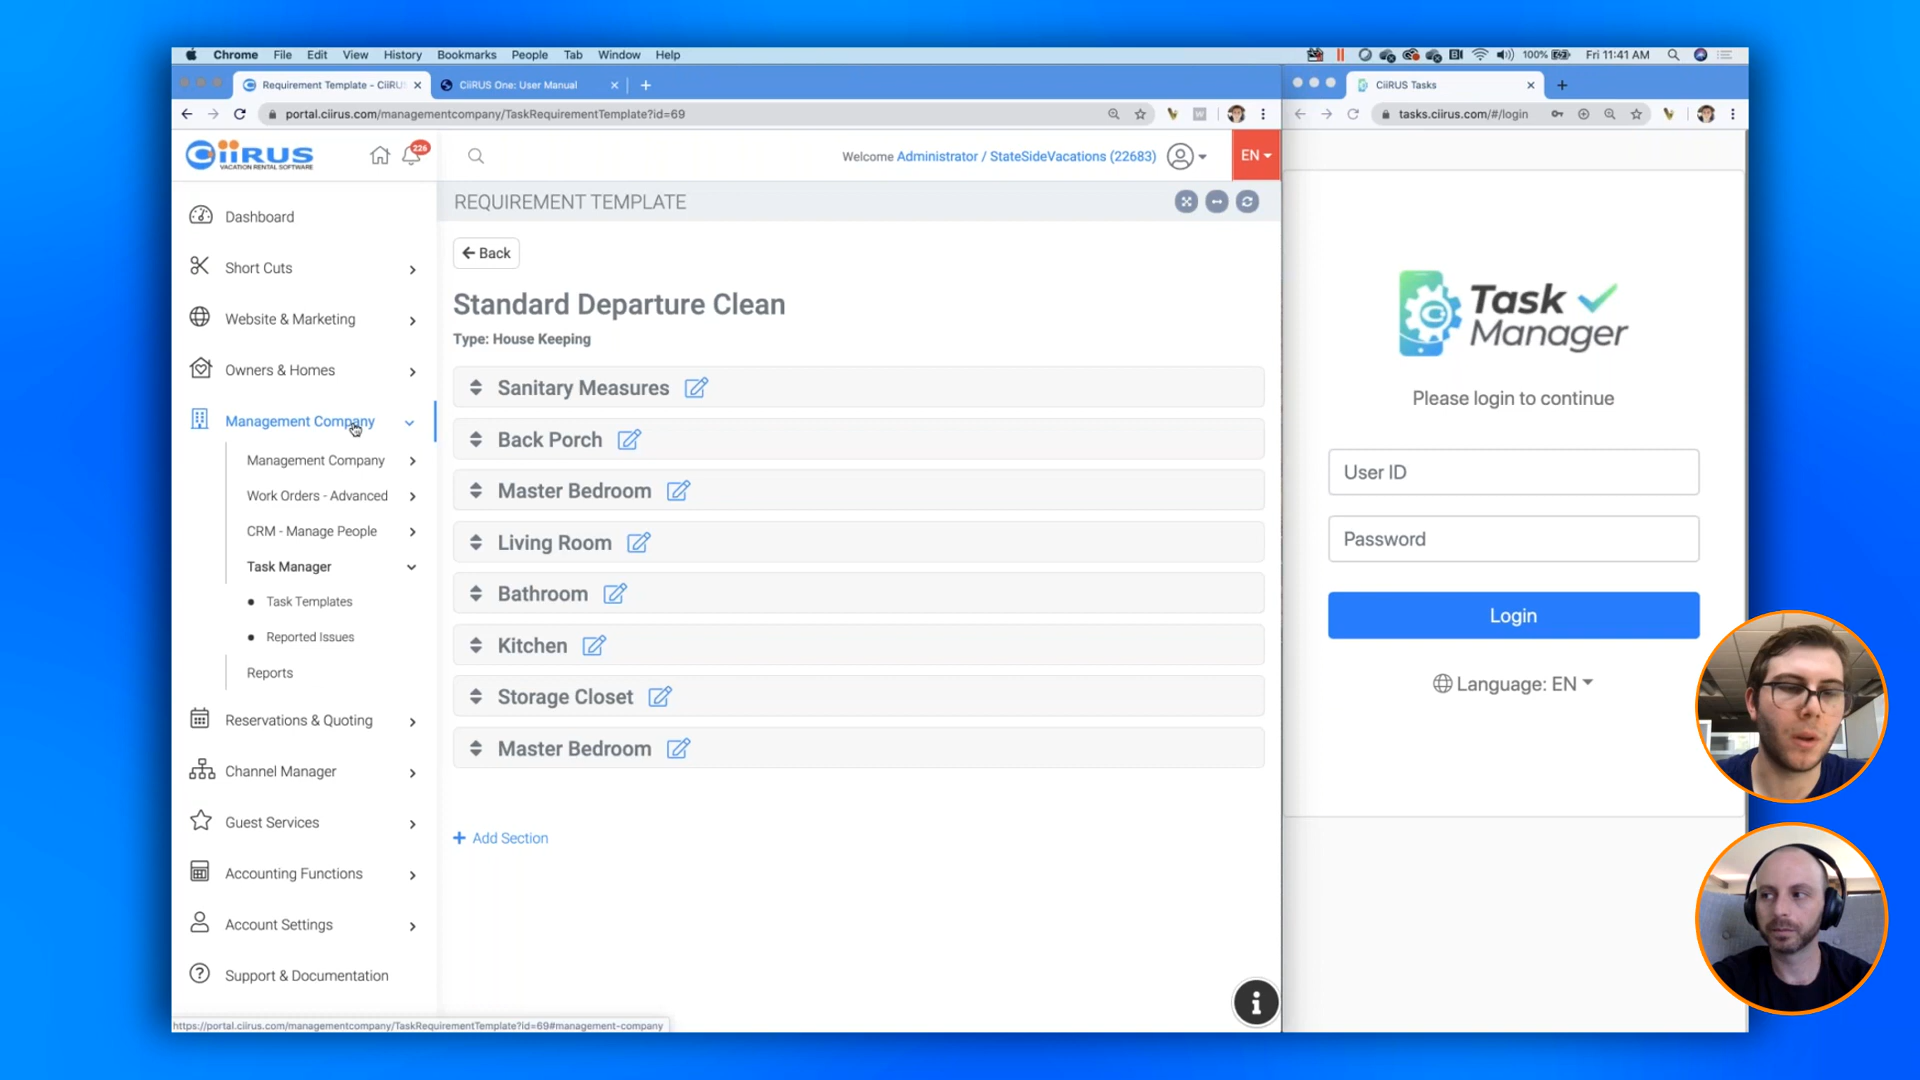 Chrome File Edit View History Bookmarks People Tab Window Help
100% Fri 11:41 AM
Requirement Template - CiiRUS
CiiRUS One: User Manual
CiiRUS Tasks
portal.ciirus.com/managementcompany/TaskRequirementTemplate?id=69
tasks.ciirus.com/#/login
CiiRUS
VACATION RENTAL SOFTWARE
226
Welcome Administrator / StateSideVacations (22683)
EN
Dashboard
Short Cuts
Website & Marketing
Owners & Homes
Management Company
Management Company
Work Orders - Advanced
CRM - Manage People
Task Manager
Task Templates
Reported Issues
Reports
Reservations & Quoting
Channel Manager
Guest Services
Accounting Functions
Account Settings
Support & Documentation
https://portal.ciirus.com/managementcompany/TaskRequirementTemplate?id=69#management-company
REQUIREMENT TEMPLATE
Back
Standard Departure Clean
Type: House Keeping
Sanitary Measures
Back Porch
Master Bedroom
Living Room
Bathroom
Kitchen
Storage Closet
Master Bedroom
+ Add Section
i
Task
Manager
Please login to continue
User ID
Password
Login
Language: EN